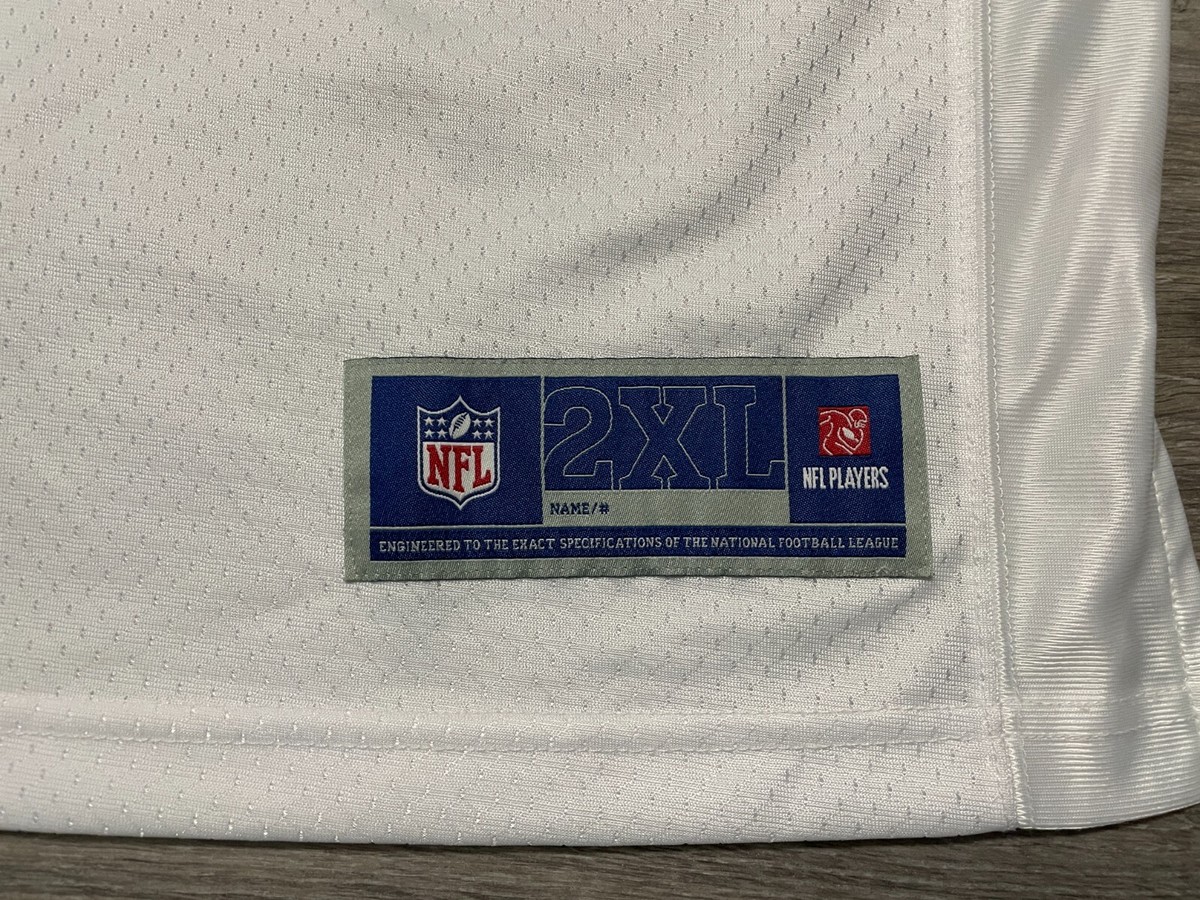 NFL
2XL
NAME/#
NFL PLAYERS
ENGINEERED TO THE EXACT SPECIFICATIONS OF THE NATIONAL FOOTBALL LEAGUE